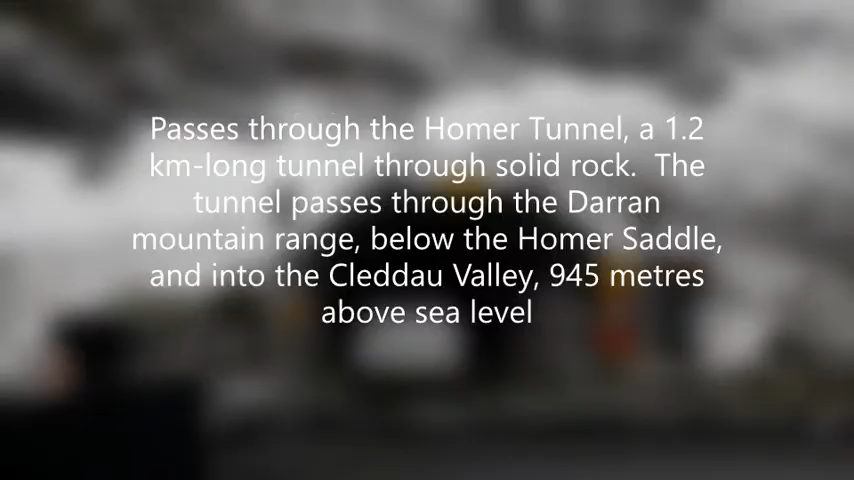 Passes through the Homer Tunnel, a 1.2
km-long tunnel through solid rock.  The
tunnel passes through the Darran
mountain range, below the Homer Saddle,
and into the Cleddau Valley, 945 metres
above sea level